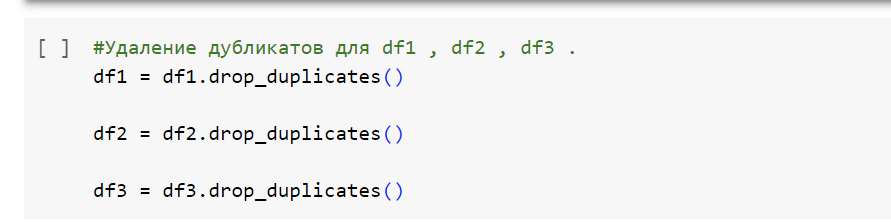 [ ] #Удаление дубликатов для df1 , df2 , df3 .
df1 = df1.drop_duplicates()
df2 = df2.drop_duplicates()
df3 = df3.drop_duplicates()